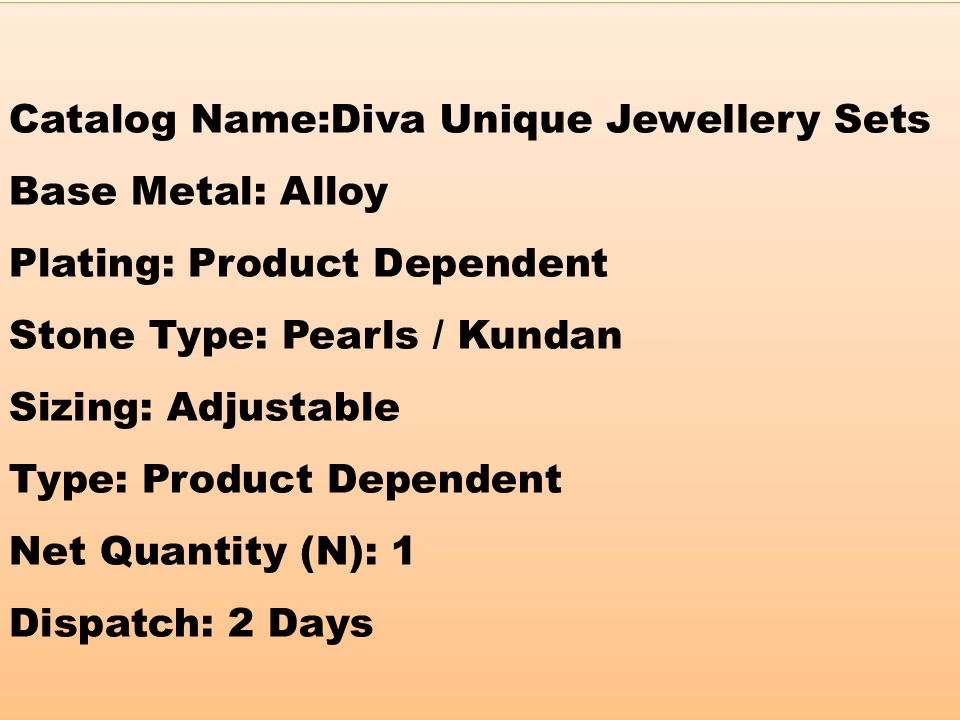 Catalog Name:Diva Unique Jewellery Sets
Base Metal: Alloy
Plating: Product Dependent
Stone Type: Pearls / Kundan
Sizing: Adjustable
Type: Product Dependent
Net Quantity (N): 1
Dispatch: 2 Days